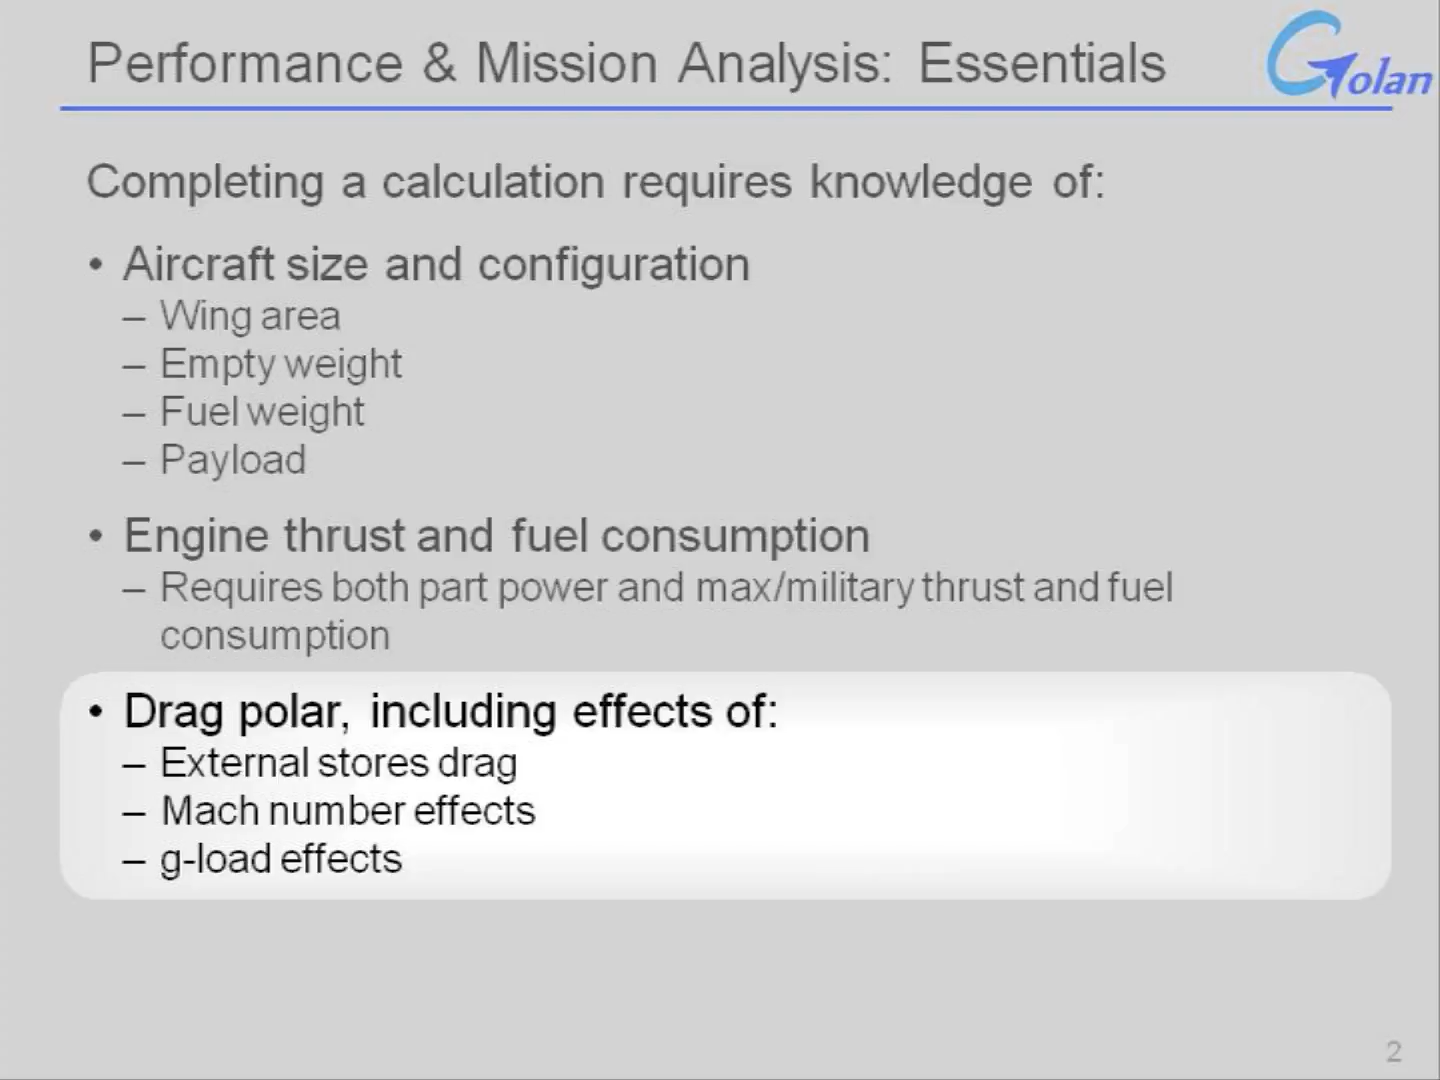 Performance & Mission Analysis: Essentials
Golan
Completing a calculation requires knowledge of:
• Aircraft size and configuration
– Wing area
– Empty weight
– Fuel weight
– Payload
• Engine thrust and fuel consumption
– Requires both part power and max/military thrust and fuel
consumption
• Drag polar, including effects of:
– External stores drag
– Mach number effects
– g-load effects
2